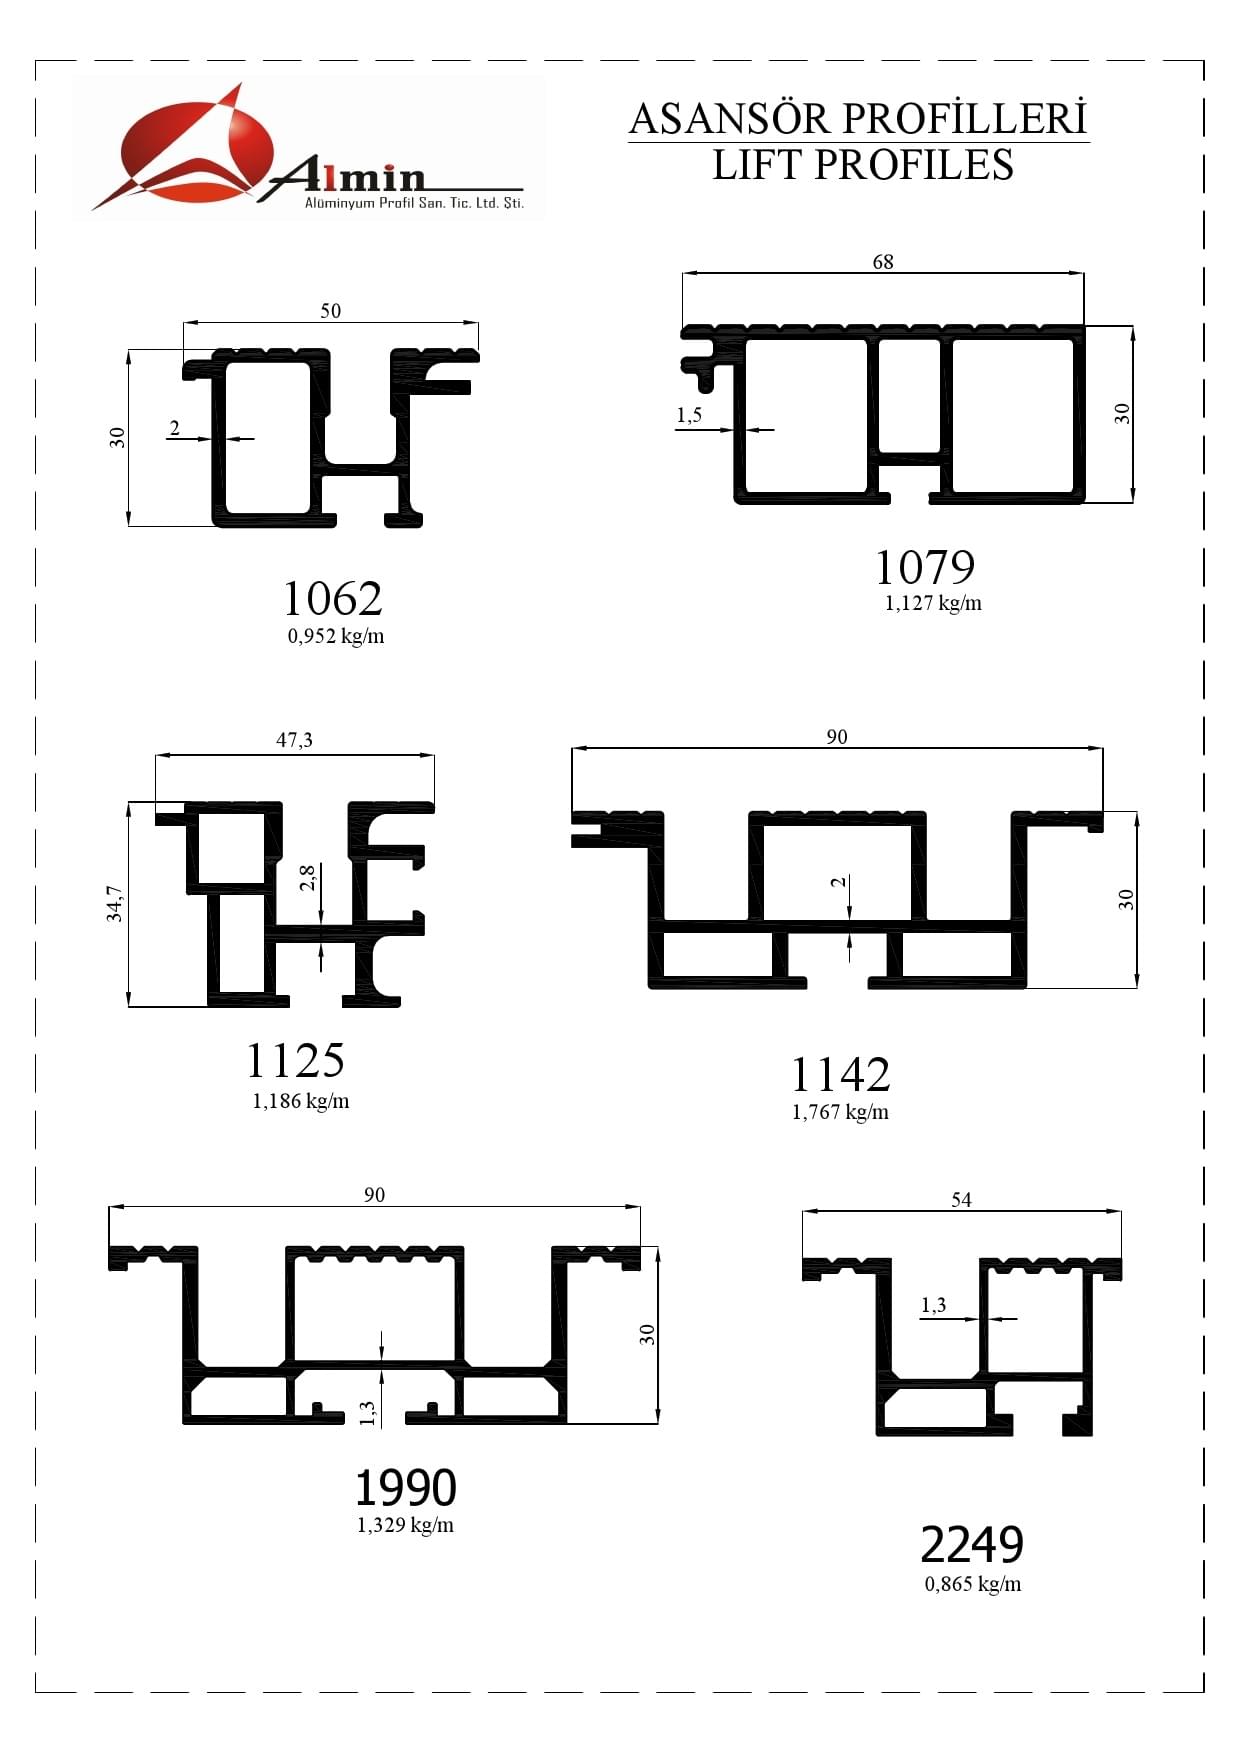 Almin
Alüminyum Profil San. Tic. Ltd. Şti.
ASANSÖR PROFİLLERİ
LIFT PROFILES
50
30
2
1062
0,952 kg/m
68
1,5
30
1079
1,127 kg/m
47,3
34,7
2,8
1125
1,186 kg/m
90
2
30
1142
1,767 kg/m
90
30
1,3
1990
1,329 kg/m
54
1,3
2249
0,865 kg/m